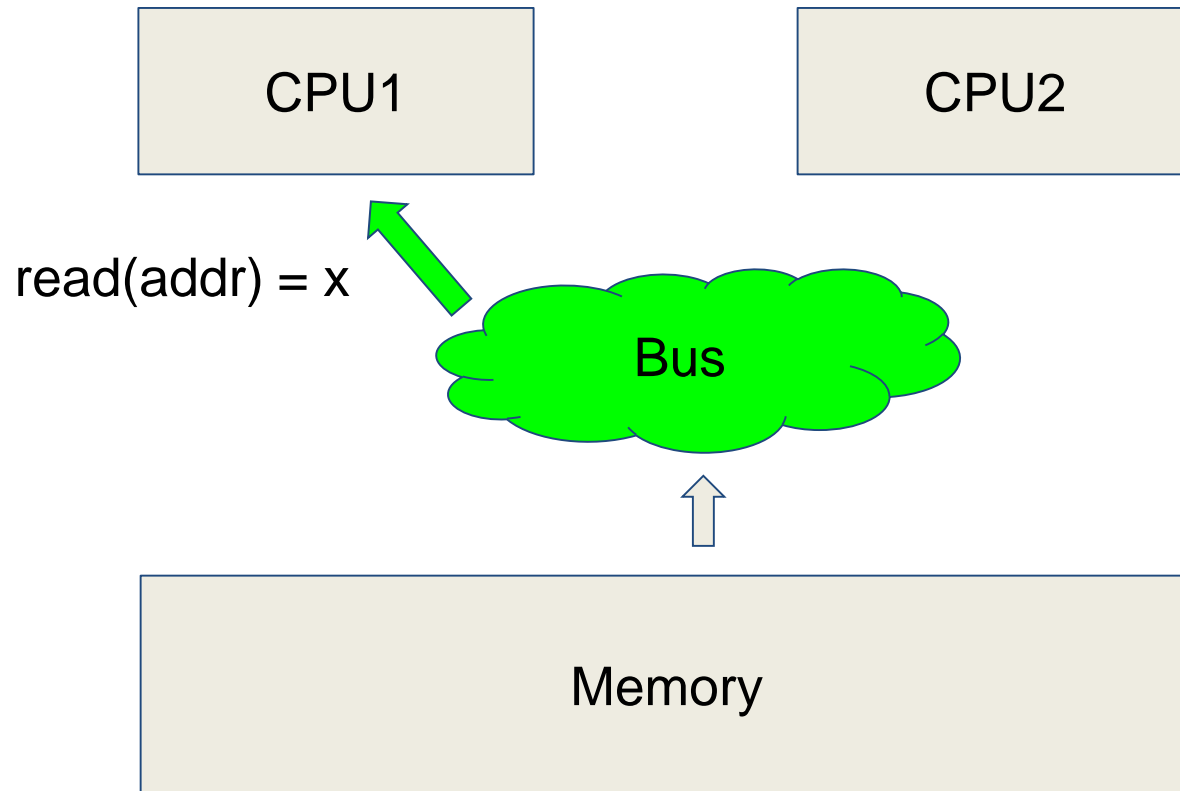 CPU1
CPU2
read(addr) = x
Bus
Memory